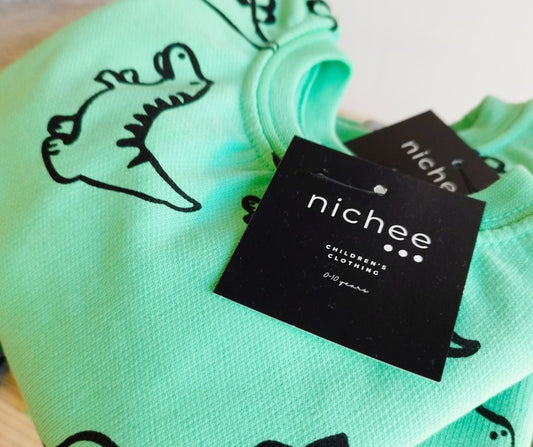 nichee
nichee
CHILDREN'S
CLOTHING
0-10 years